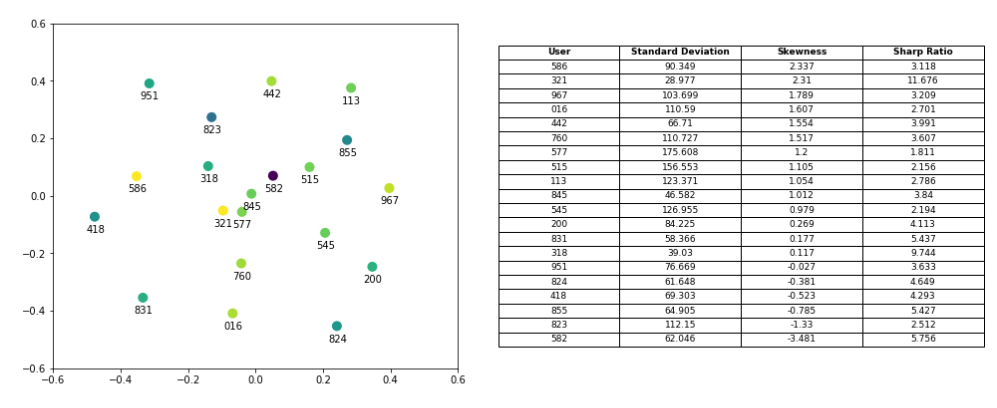 0.6
0.4
0.2
0.0
−0.2
−0.4
−0.6
−0.6 −0.4 −0.2 0.0 0.2 0.4 0.6
951
442
113
823
855
318
586
582
515
967
845
321
577
418
545
760
200
831
016
824
User Standard Deviation Skewness Sharp Ratio
586 90.349 2.337 3.118
321 28.977 2.31 11.676
967 103.699 1.789 3.209
016 110.59 1.607 2.701
442 66.71 1.554 3.991
760 110.727 1.517 3.607
577 175.608 1.2 1.811
515 156.553 1.105 2.156
113 123.371 1.054 2.786
845 46.582 1.012 3.84
545 126.955 0.979 2.194
200 84.225 0.269 4.113
831 58.366 0.177 5.437
318 39.03 0.117 9.744
951 76.669 -0.027 3.633
824 61.648 -0.381 4.649
418 69.303 -0.523 4.293
855 64.905 -0.785 5.427
823 112.15 -1.33 2.512
582 62.046 -3.481 5.756